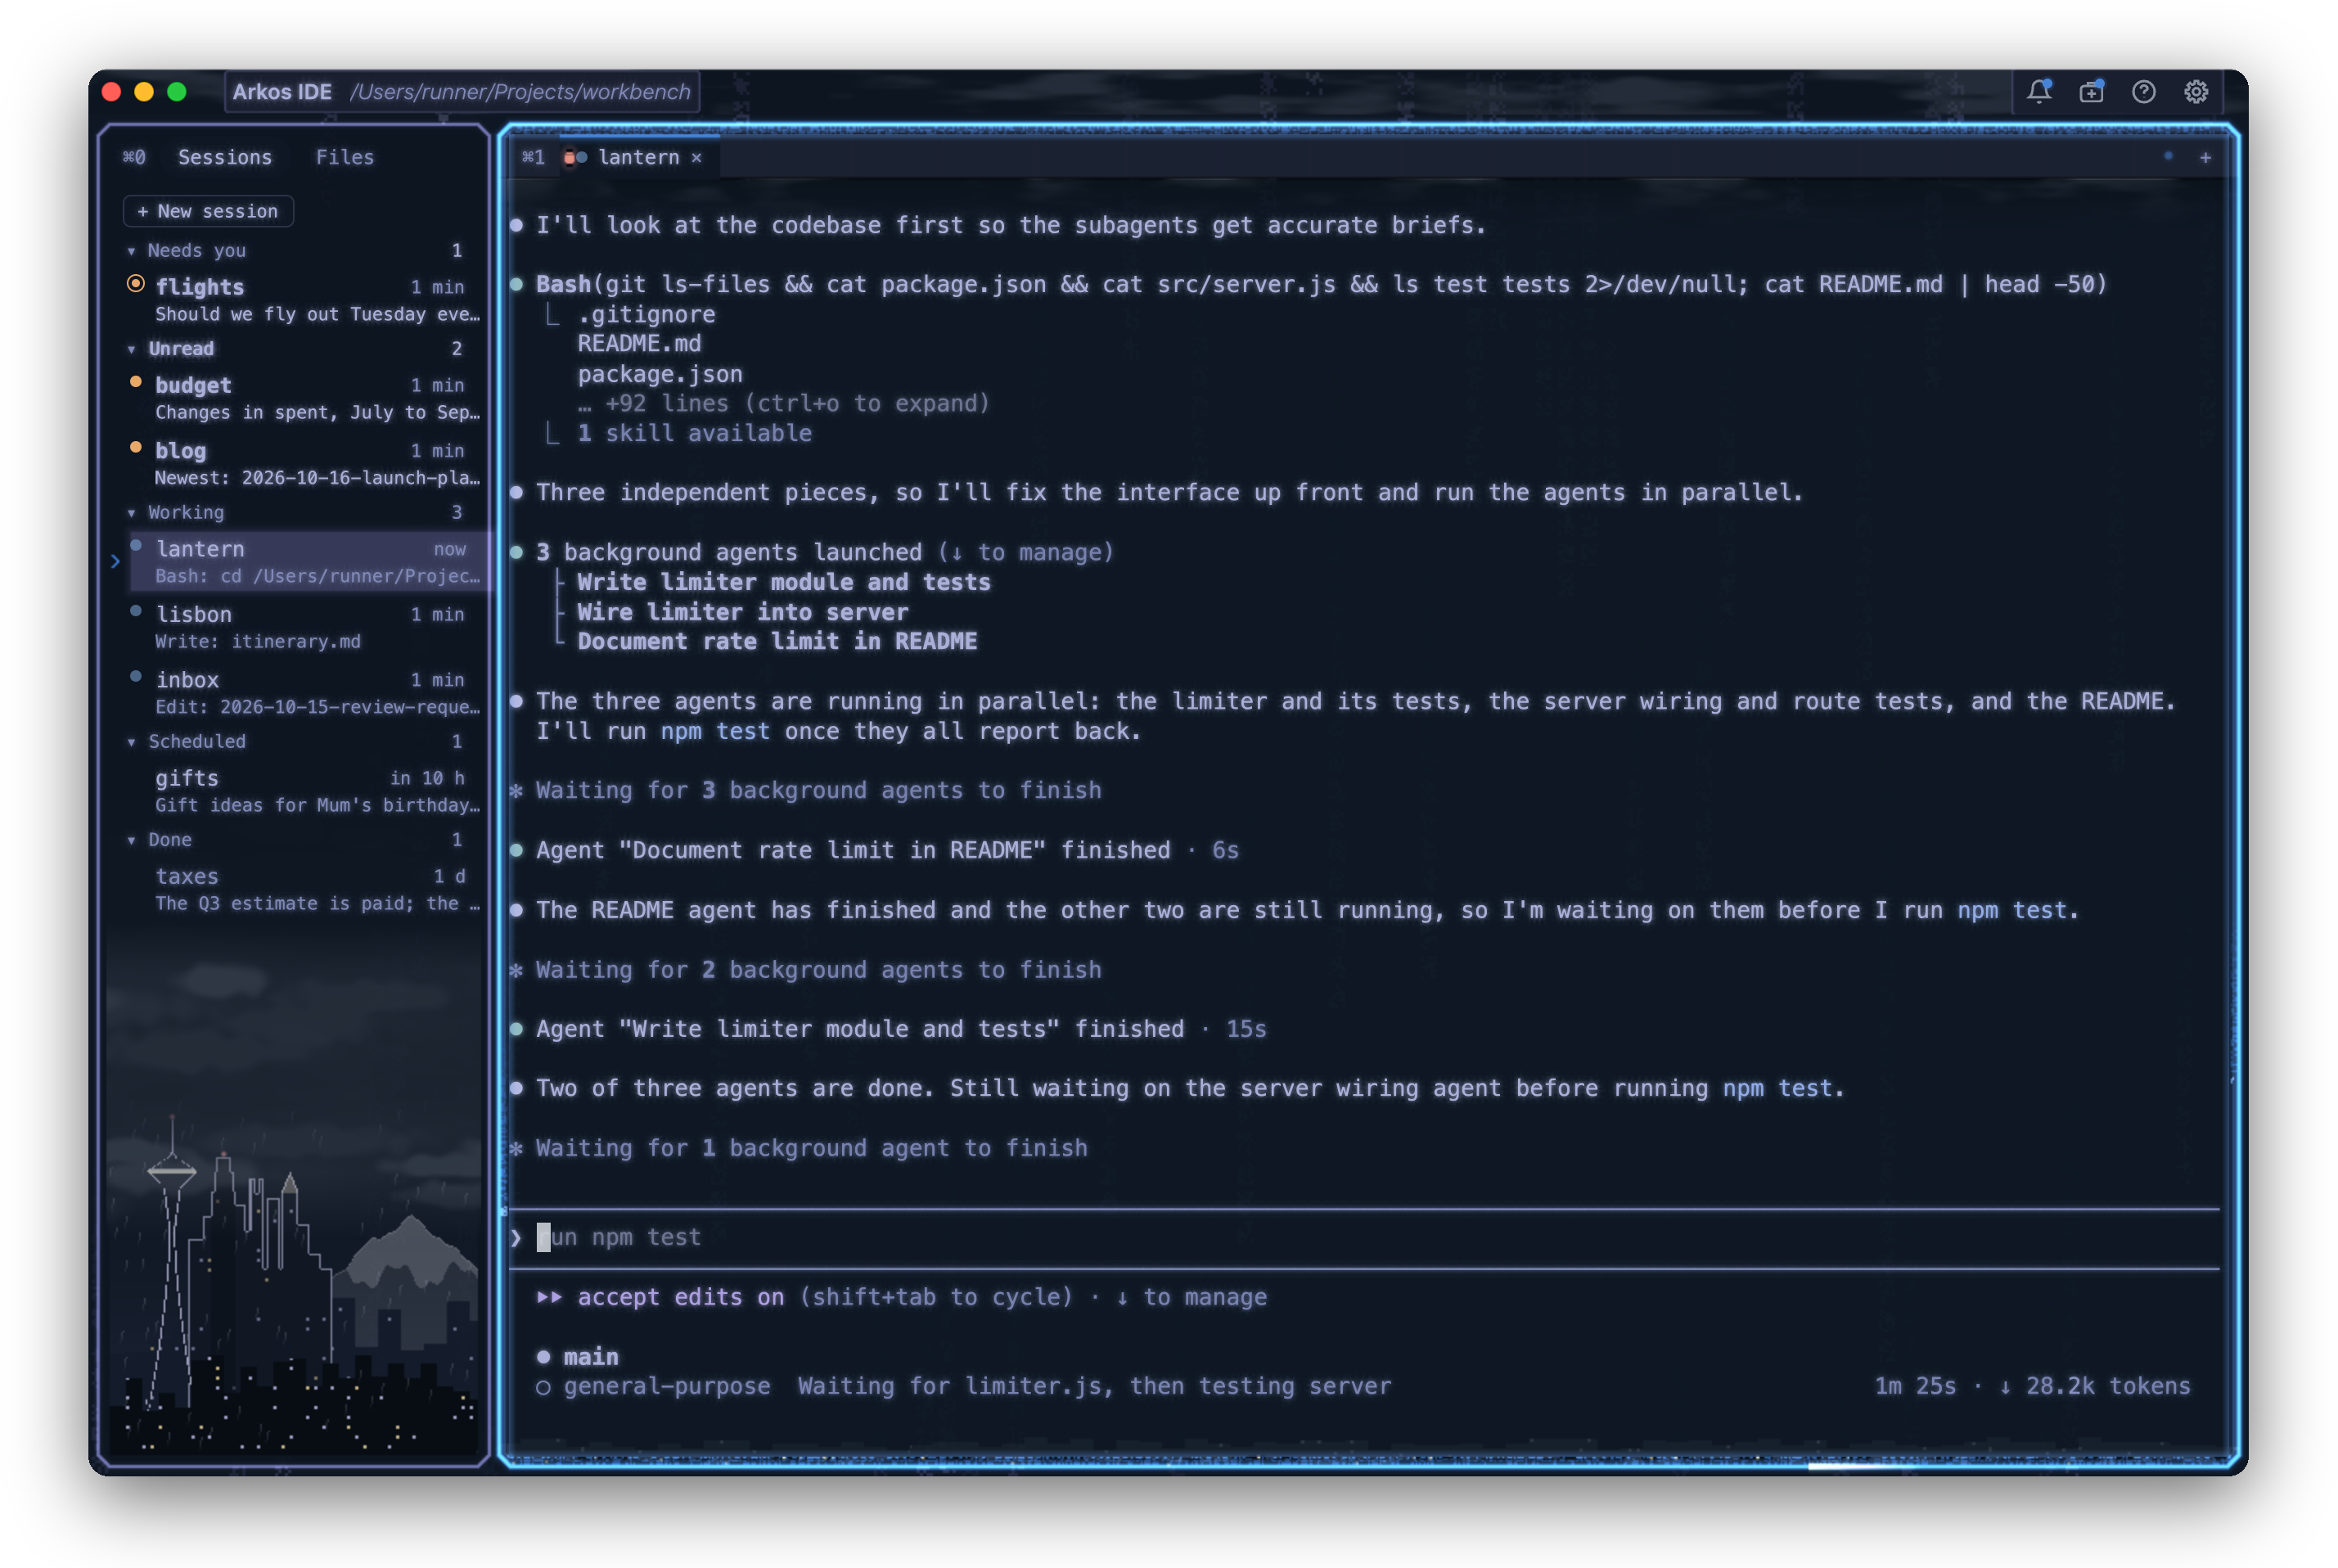 Arkos IDE /Users/runner/Projects/workbench
⌘0 Sessions Files
+ New session
▾ Needs you 1
flights 1 min
Should we fly out Tuesday eve…
▾ Unread 2
budget 1 min
Changes in spent, July to Sep…
blog 1 min
Newest: 2026-10-16-launch-pla…
▾ Working 3
lantern now
Bash: cd /Users/runner/Projec…
lisbon 1 min
Write: itinerary.md
inbox 1 min
Edit: 2026-10-15-review-reque…
▾ Scheduled 1
gifts in 10 h
Gift ideas for Mum's birthday…
▾ Done 1
taxes 1 d
The Q3 estimate is paid; the …
⌘1 lantern × +
● I'll look at the codebase first so the subagents get accurate briefs.
● Bash(git ls-files && cat package.json && cat src/server.js && ls test tests 2>/dev/null; cat README.md | head -50)
⎿ .gitignore
README.md
package.json
… +92 lines (ctrl+o to expand)
⎿ 1 skill available
● Three independent pieces, so I'll fix the interface up front and run the agents in parallel.
● 3 background agents launched (↓ to manage)
├ Write limiter module and tests
├ Wire limiter into server
└ Document rate limit in README
● The three agents are running in parallel: the limiter and its tests, the server wiring and route tests, and the README.
I'll run npm test once they all report back.
✻ Waiting for 3 background agents to finish
● Agent "Document rate limit in README" finished · 6s
● The README agent has finished and the other two are still running, so I'm waiting on them before I run npm test.
✻ Waiting for 2 background agents to finish
● Agent "Write limiter module and tests" finished · 15s
● Two of three agents are done. Still waiting on the server wiring agent before running npm test.
✻ Waiting for 1 background agent to finish
❯ run npm test
⏵⏵ accept edits on (shift+tab to cycle) · ↓ to manage
● main
○ general-purpose Waiting for limiter.js, then testing server 1m 25s · ↓ 28.2k tokens